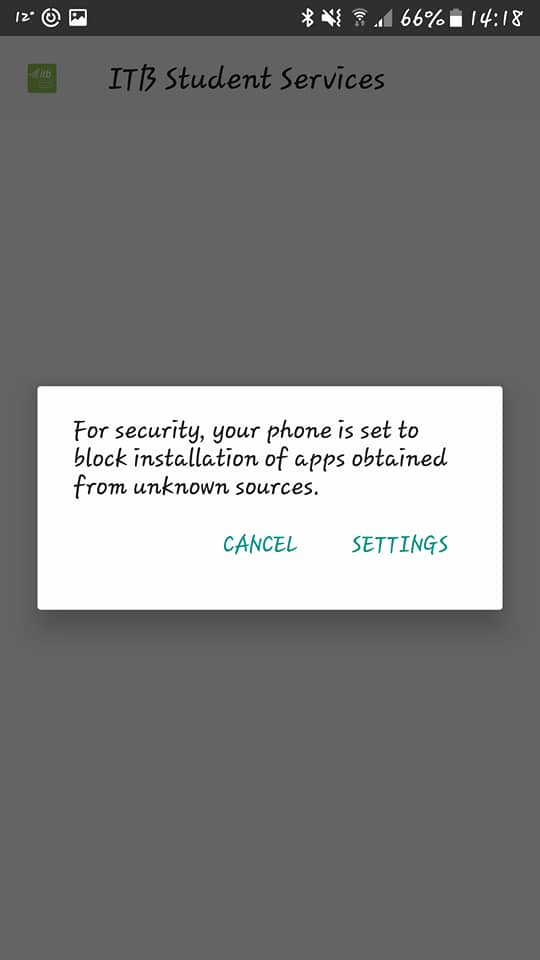 12° 66% 14:18
itb ITB Student Services
For security, your phone is set to
block installation of apps obtained
from unknown sources.
CANCEL SETTINGS